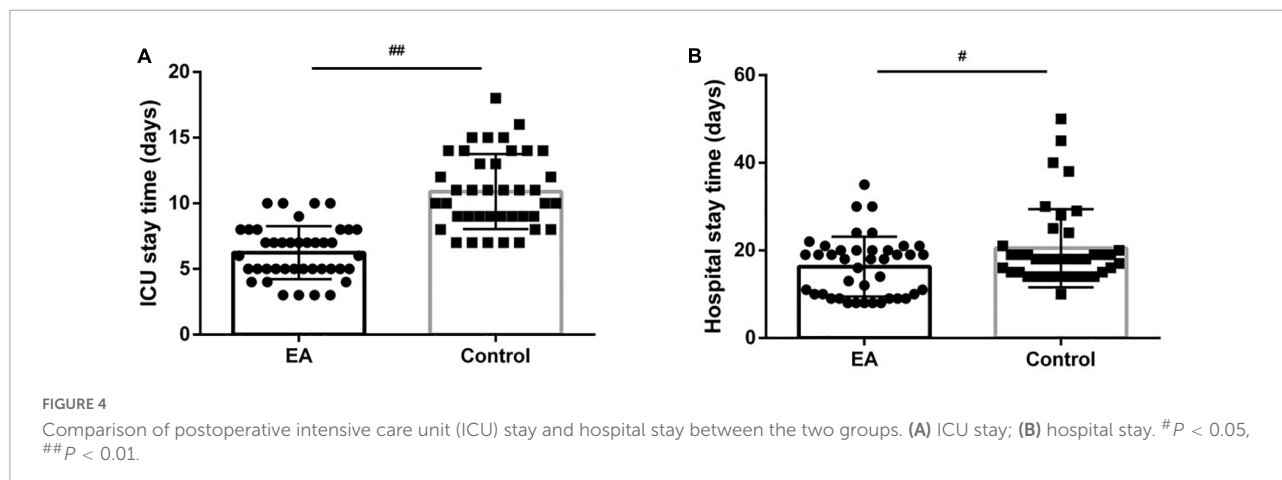 A
##
20
15
10
5
0
ICU stay time (days)
EA
Control
B
#
60
40
20
0
Hospital stay time (days)
EA
Control
FIGURE 4
Comparison of postoperative intensive care unit (ICU) stay and hospital stay between the two groups. (A) ICU stay; (B) hospital stay. #P < 0.05,
##P < 0.01.